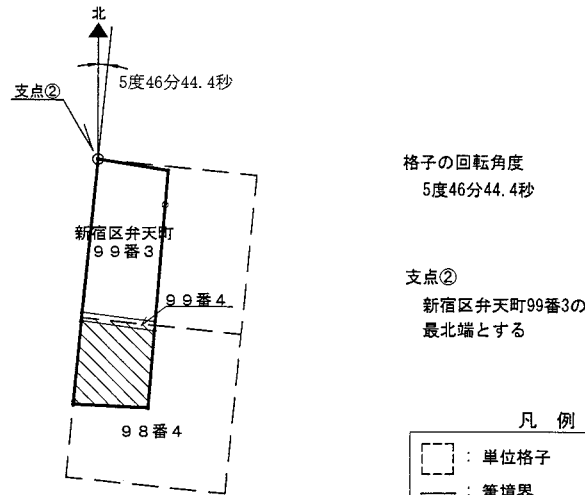 北
5度46分44.4秒
支点②
格子の回転角度
5度46分44.4秒
新宿区弁天町
99番3
支点②
新宿区弁天町99番3の
最北端とする
99番4
98番4
凡 例
: 単位格子
: 筆境界